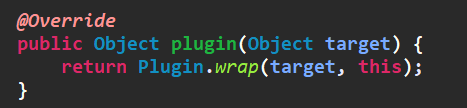 @Override
public Object plugin(Object target) {
    return Plugin.wrap(target, this);
}